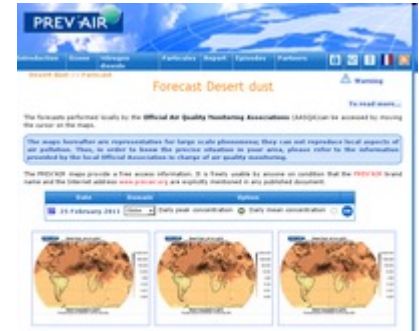 PREV AIR
Introduction Ozone Nitrogen dioxide Particules Report Episodes Partners
Desert dust >> Forecast
Forecast Desert dust
Warning
To read more...
The forecasts performed locally by the Official Air Quality Monitoring Associations (AASQA)can be accessed by moving
the cursor on the maps.
The maps hereafter are representative for large scale phenomena; they can not reproduce local aspects of
air pollution. Thus, in order to know the precise situation in your area, please refer to the information
provided by the local Official Association in charge of air quality monitoring.
The PREV'AIR maps provide a free access information. It is freely usable by anyone on condition that the PREV'AIR brand
name and the Internet address www.prevair.org are explicitly mentioned in any published document.
Date Domain Option
25 February 2011 Globe Daily peak concentration Daily mean concentration